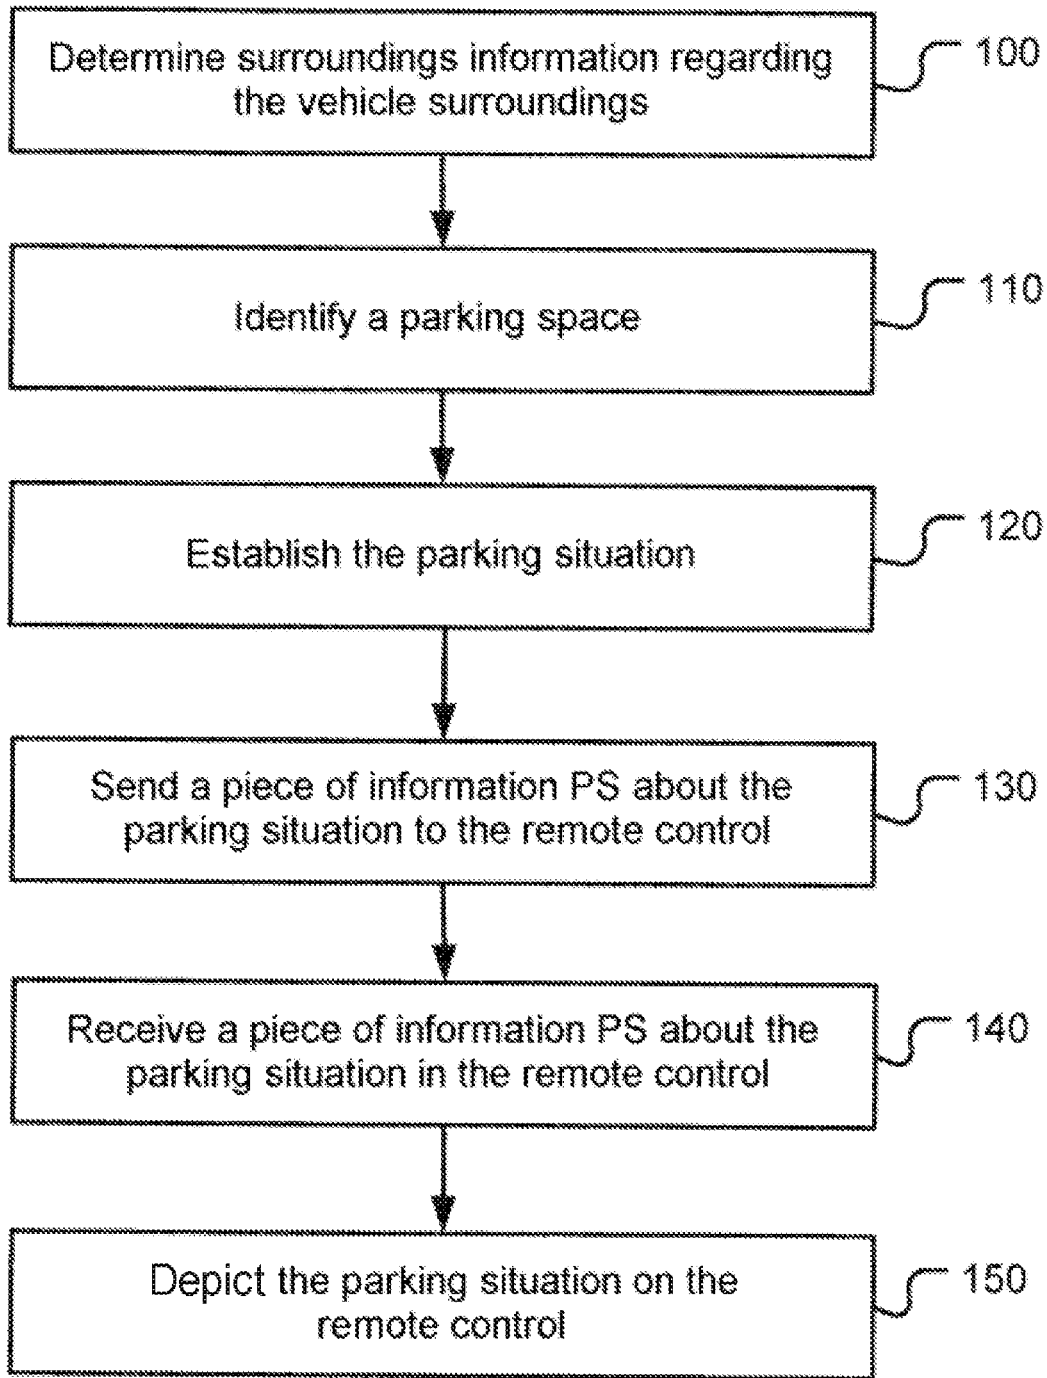 Determine surroundings information regarding
the vehicle surroundings
100
Identify a parking space
110
Establish the parking situation
120
Send a piece of information PS about the
parking situation to the remote control
130
Receive a piece of information PS about the
parking situation in the remote control
140
Depict the parking situation on the
remote control
150